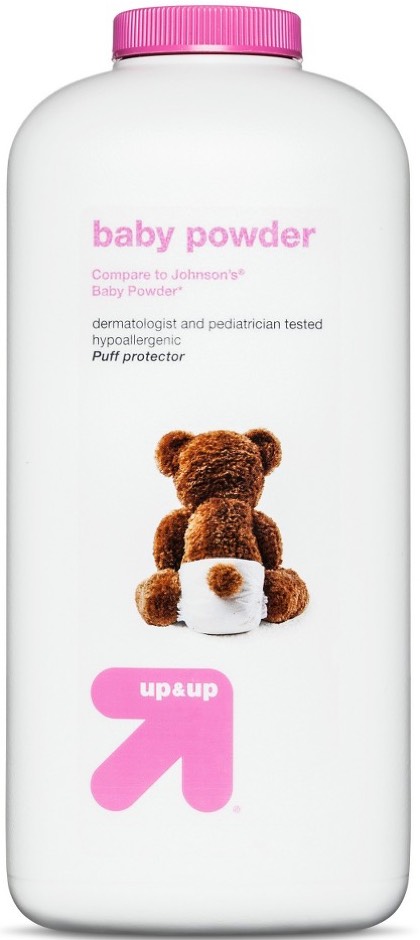 baby powder
Compare to Johnson's®
Baby Powder*
dermatologist and pediatrician tested
hypoallergenic
Puff protector
up&up
®